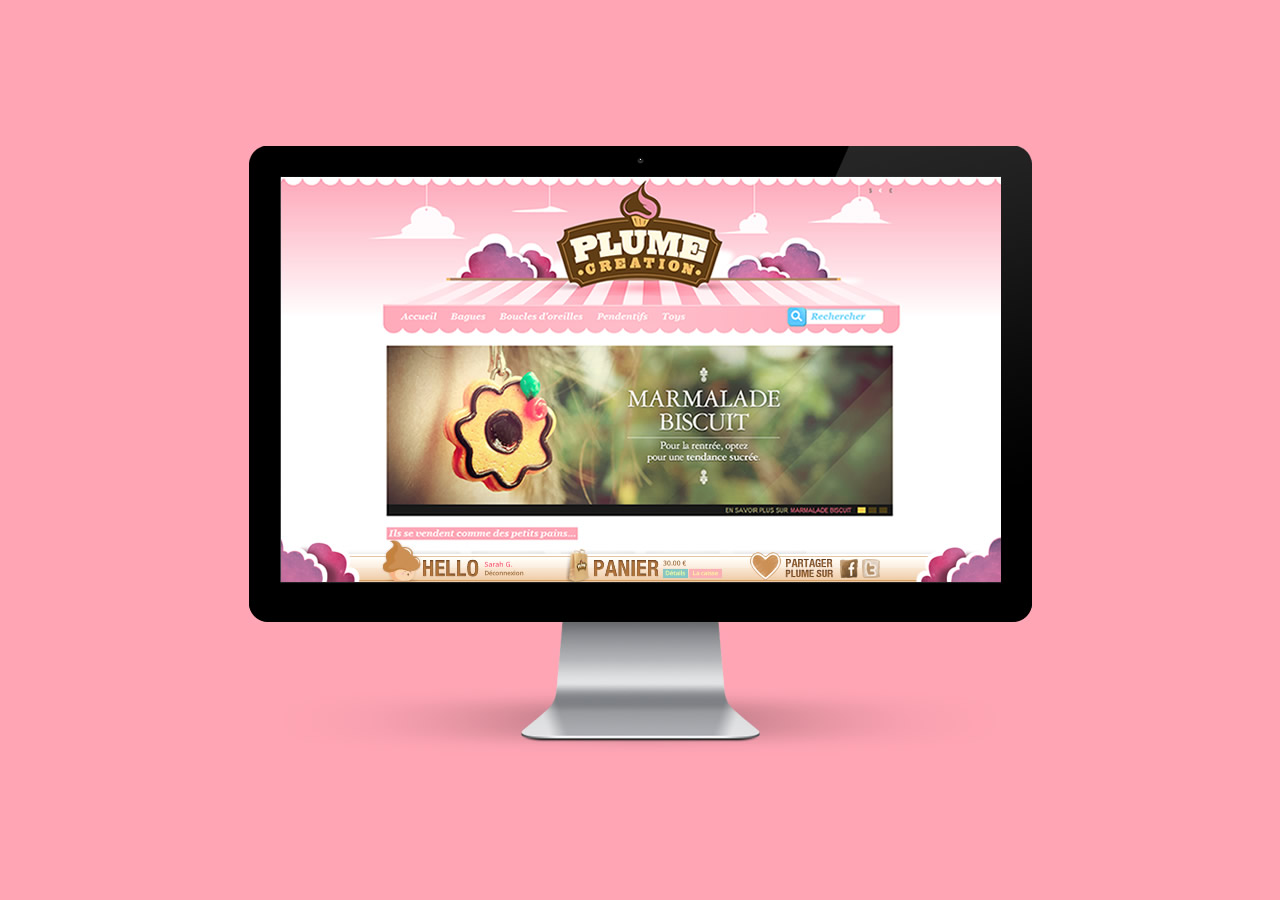 $ € £
PLUME
• CREATION •
Accueil Bagues Boucles d'oreilles Pendentifs Toys
Rechercher
MARMALADE
BISCUIT
Pour la rentrée, optez
pour une tendance sucrée.
EN SAVOIR PLUS SUR MARMALADE BISCUIT
Ils se vendent comme des petits pains...
HELLO
Sarah G.
Déconnexion
PANIER
30.00 €
Détails La caisse
PARTAGER
PLUME SUR
f t